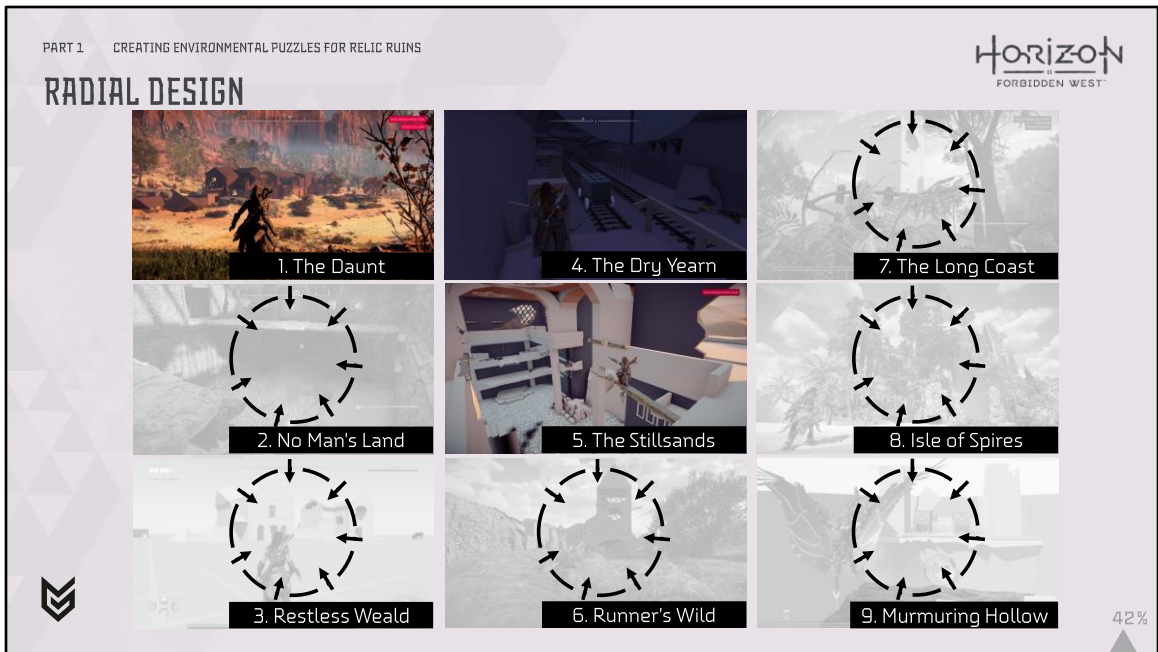 PART 1 CREATING ENVIRONMENTAL PUZZLES FOR RELIC RUINS
RADIAL DESIGN
HORIZON
FORBIDDEN WEST
1. The Daunt
4. The Dry Yearn
7. The Long Coast
2. No Man's Land
5. The Stillsands
8. Isle of Spires
3. Restless Weald
6. Runner's Wild
9. Murmuring Hollow
42%